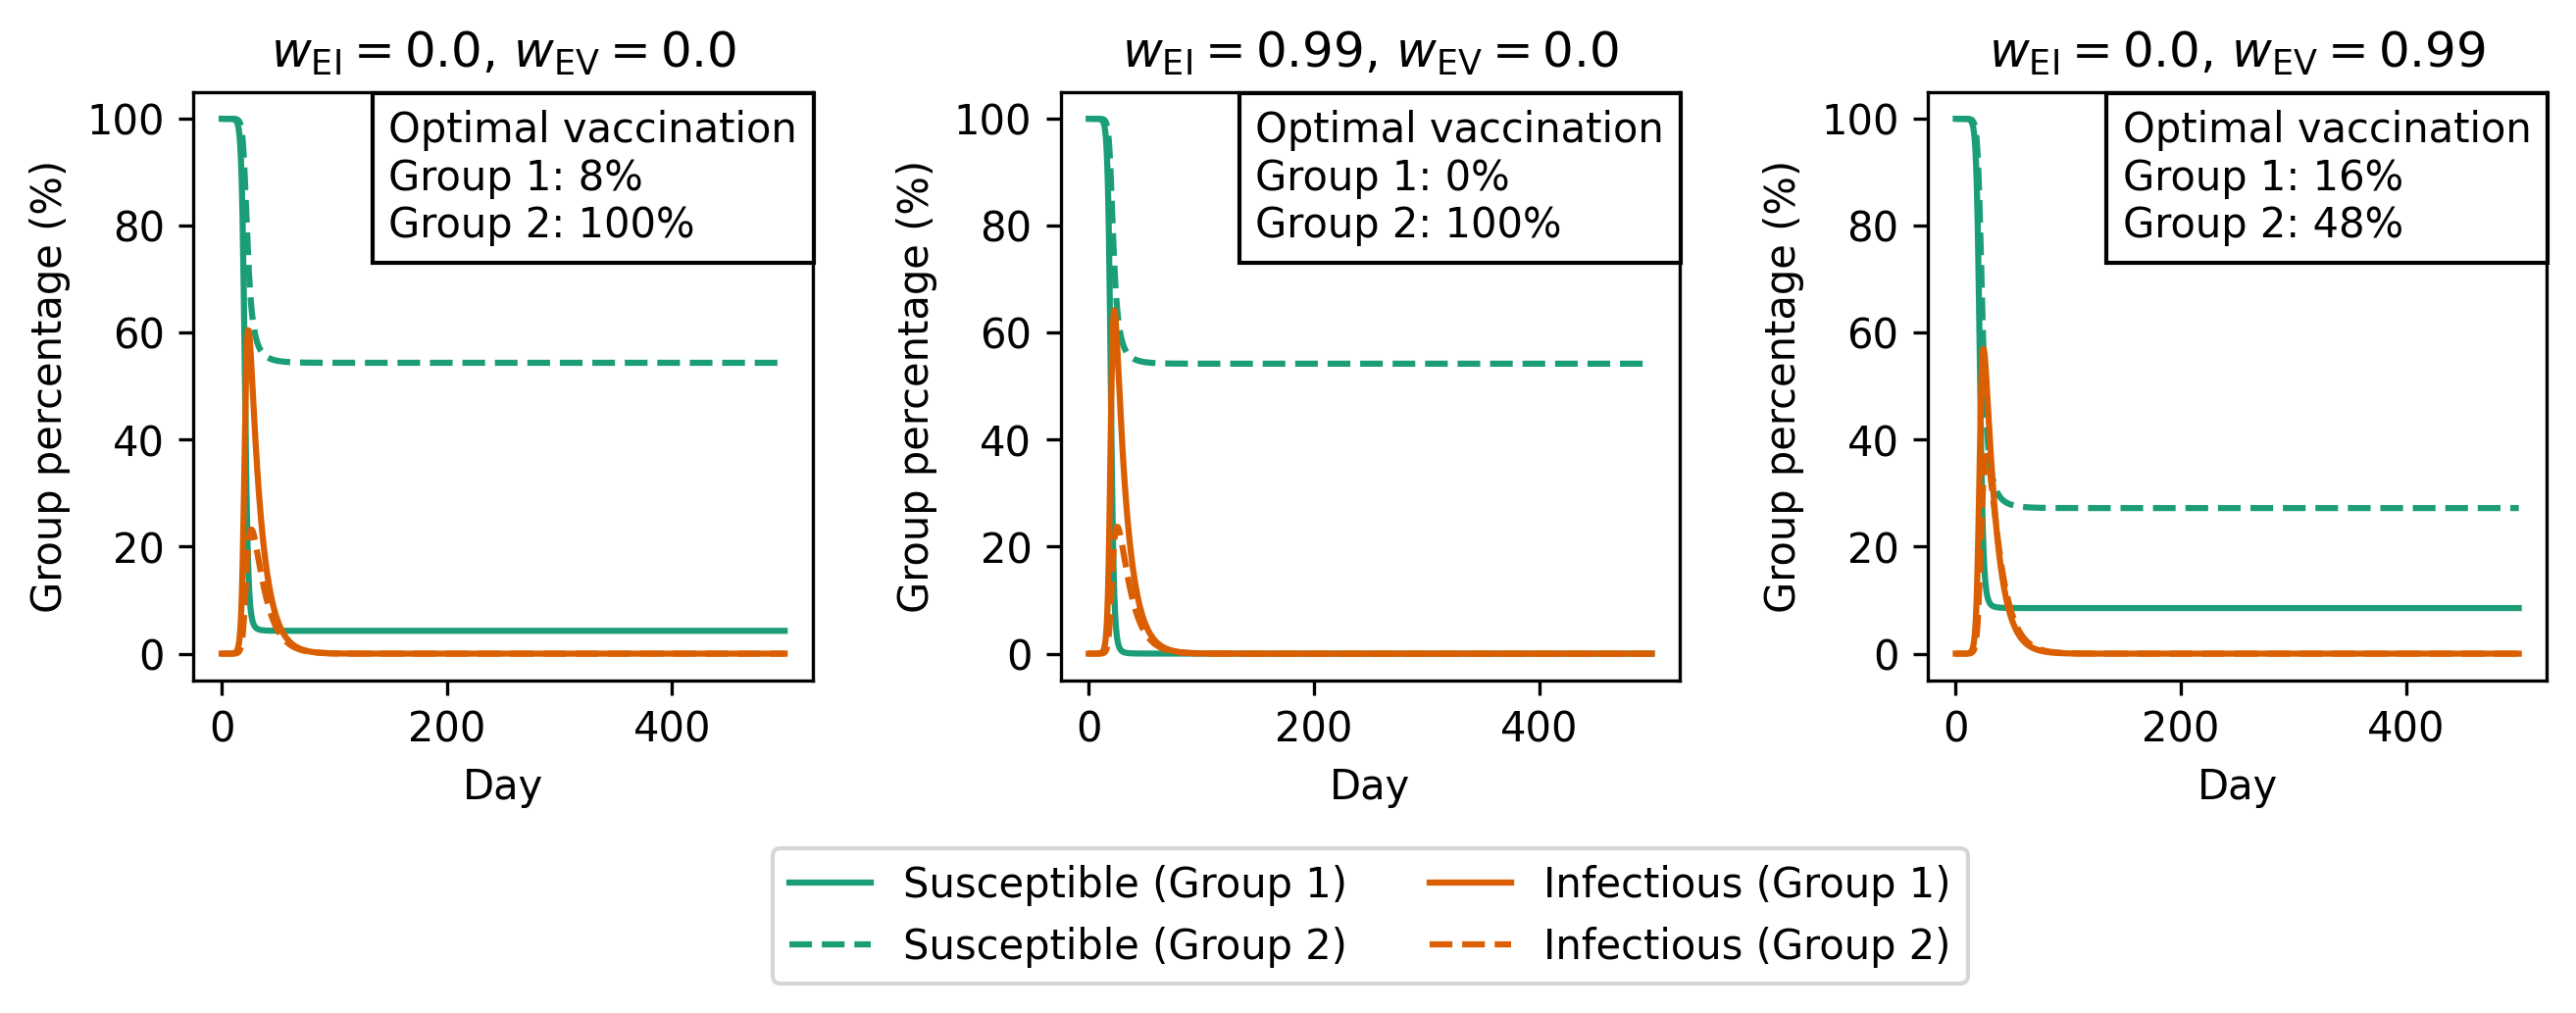 w_EI = 0.0, w_EV = 0.0
Optimal vaccination
Group 1: 8%
Group 2: 100%
Group percentage (%)
100
80
60
40
20
0
0 200 400
Day
w_EI = 0.99, w_EV = 0.0
Optimal vaccination
Group 1: 0%
Group 2: 100%
Group percentage (%)
100
80
60
40
20
0
0 200 400
Day
w_EI = 0.0, w_EV = 0.99
Optimal vaccination
Group 1: 16%
Group 2: 48%
Group percentage (%)
100
80
60
40
20
0
0 200 400
Day
Susceptible (Group 1)
Susceptible (Group 2)
Infectious (Group 1)
Infectious (Group 2)